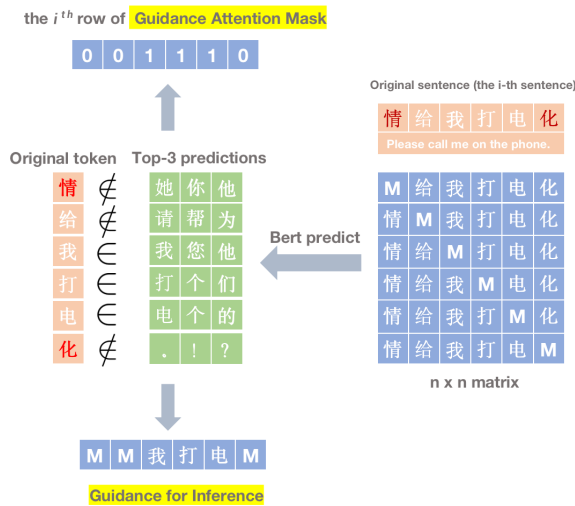 the i th row of Guidance Attention Mask
0 0 1 1 1 1 0
Original sentence (the i-th sentence)
情 给 我 打 电 化
Please call me on the phone.
Original token
Top-3 predictions
情 ∉ 她 你 他
给 ∉ 请 帮 为
我 ∈ 我 您 他
打 ∈ 打 个 们
电 ∈ 电 个 的
化 ∉ . ! ?
Bert predict
M 给 我 打 电 化
情 M 给 我 打 电 化
情 给 M 打 电 化
情 给 我 M 电 化
情 给 我 打 M 化
情 给 我 打 电 M
n x n matrix
M M 我 打 电 M
Guidance for Inference